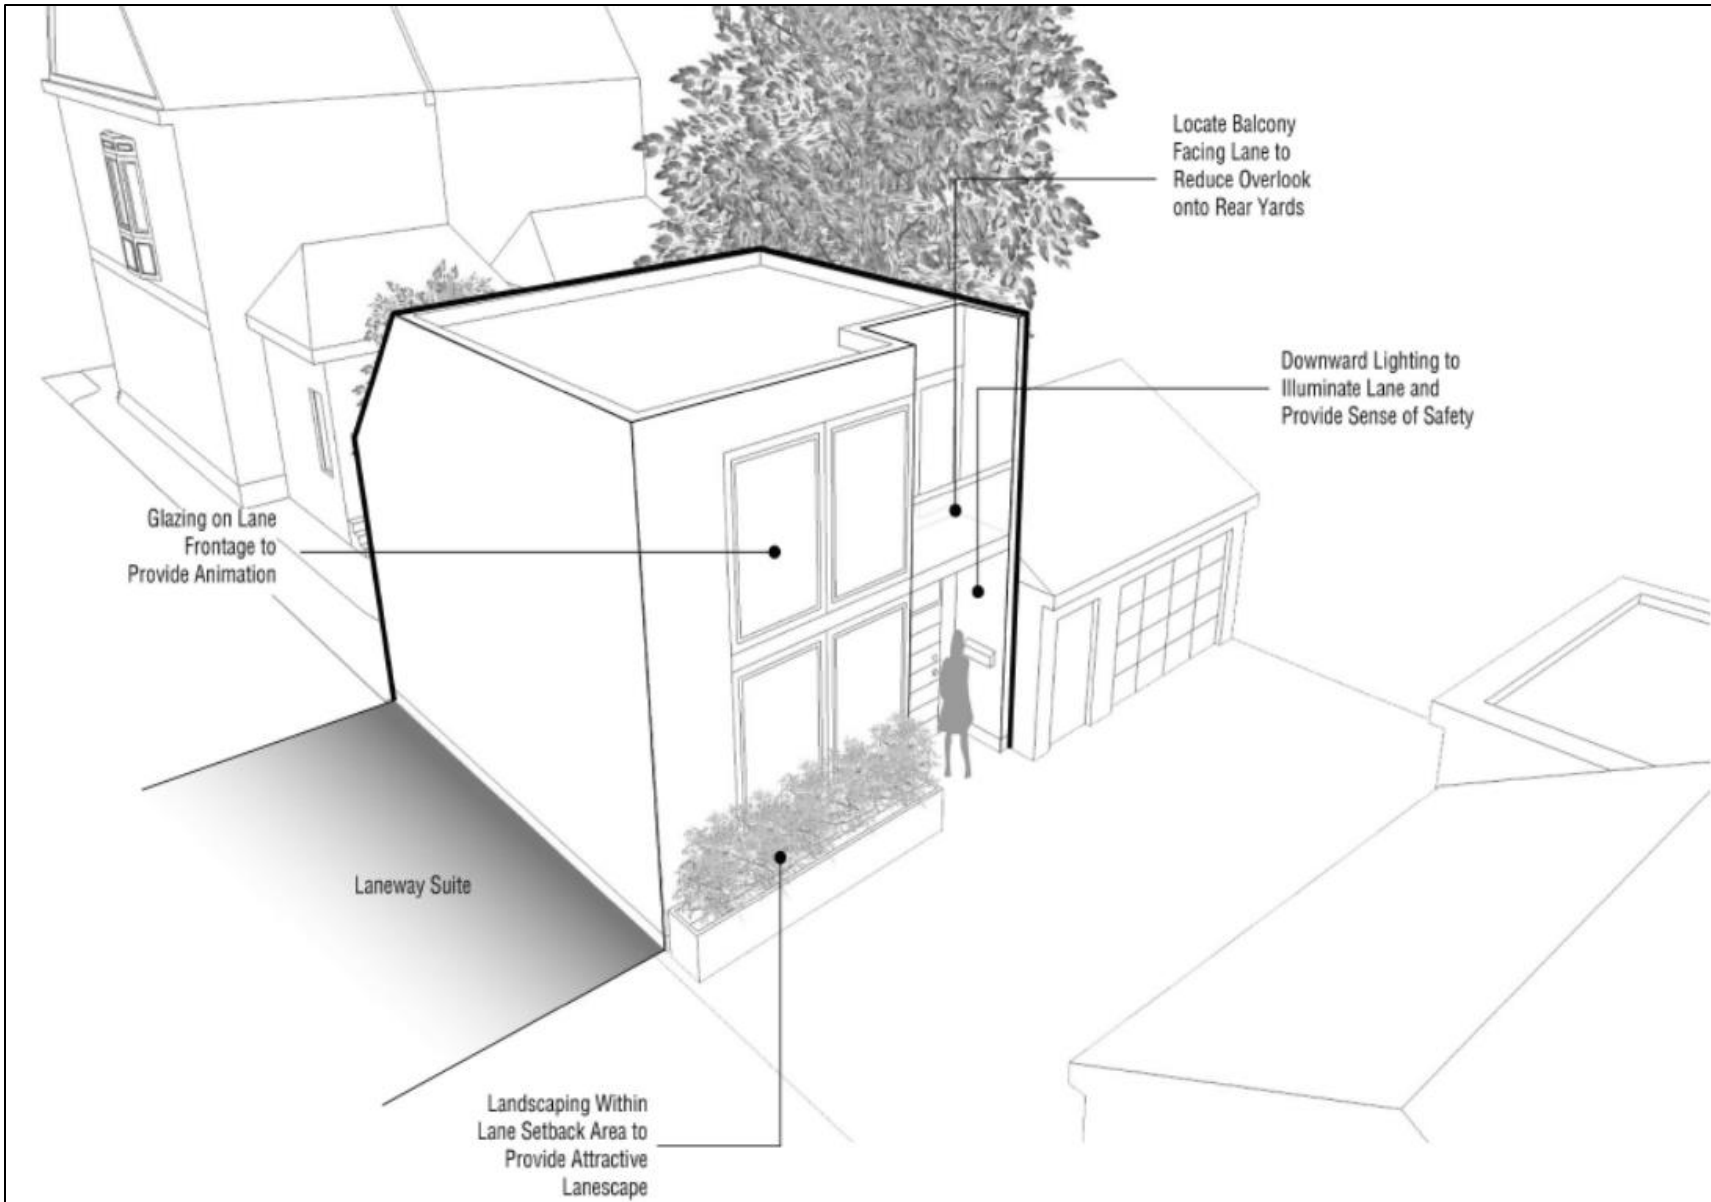 Locate Balcony
Facing Lane to
Reduce Overlook
onto Rear Yards
Downward Lighting to
Illuminate Lane and
Provide Sense of Safety
Glazing on Lane
Frontage to
Provide Animation
Laneway Suite
Landscaping Within
Lane Setback Area to
Provide Attractive
Lanescape